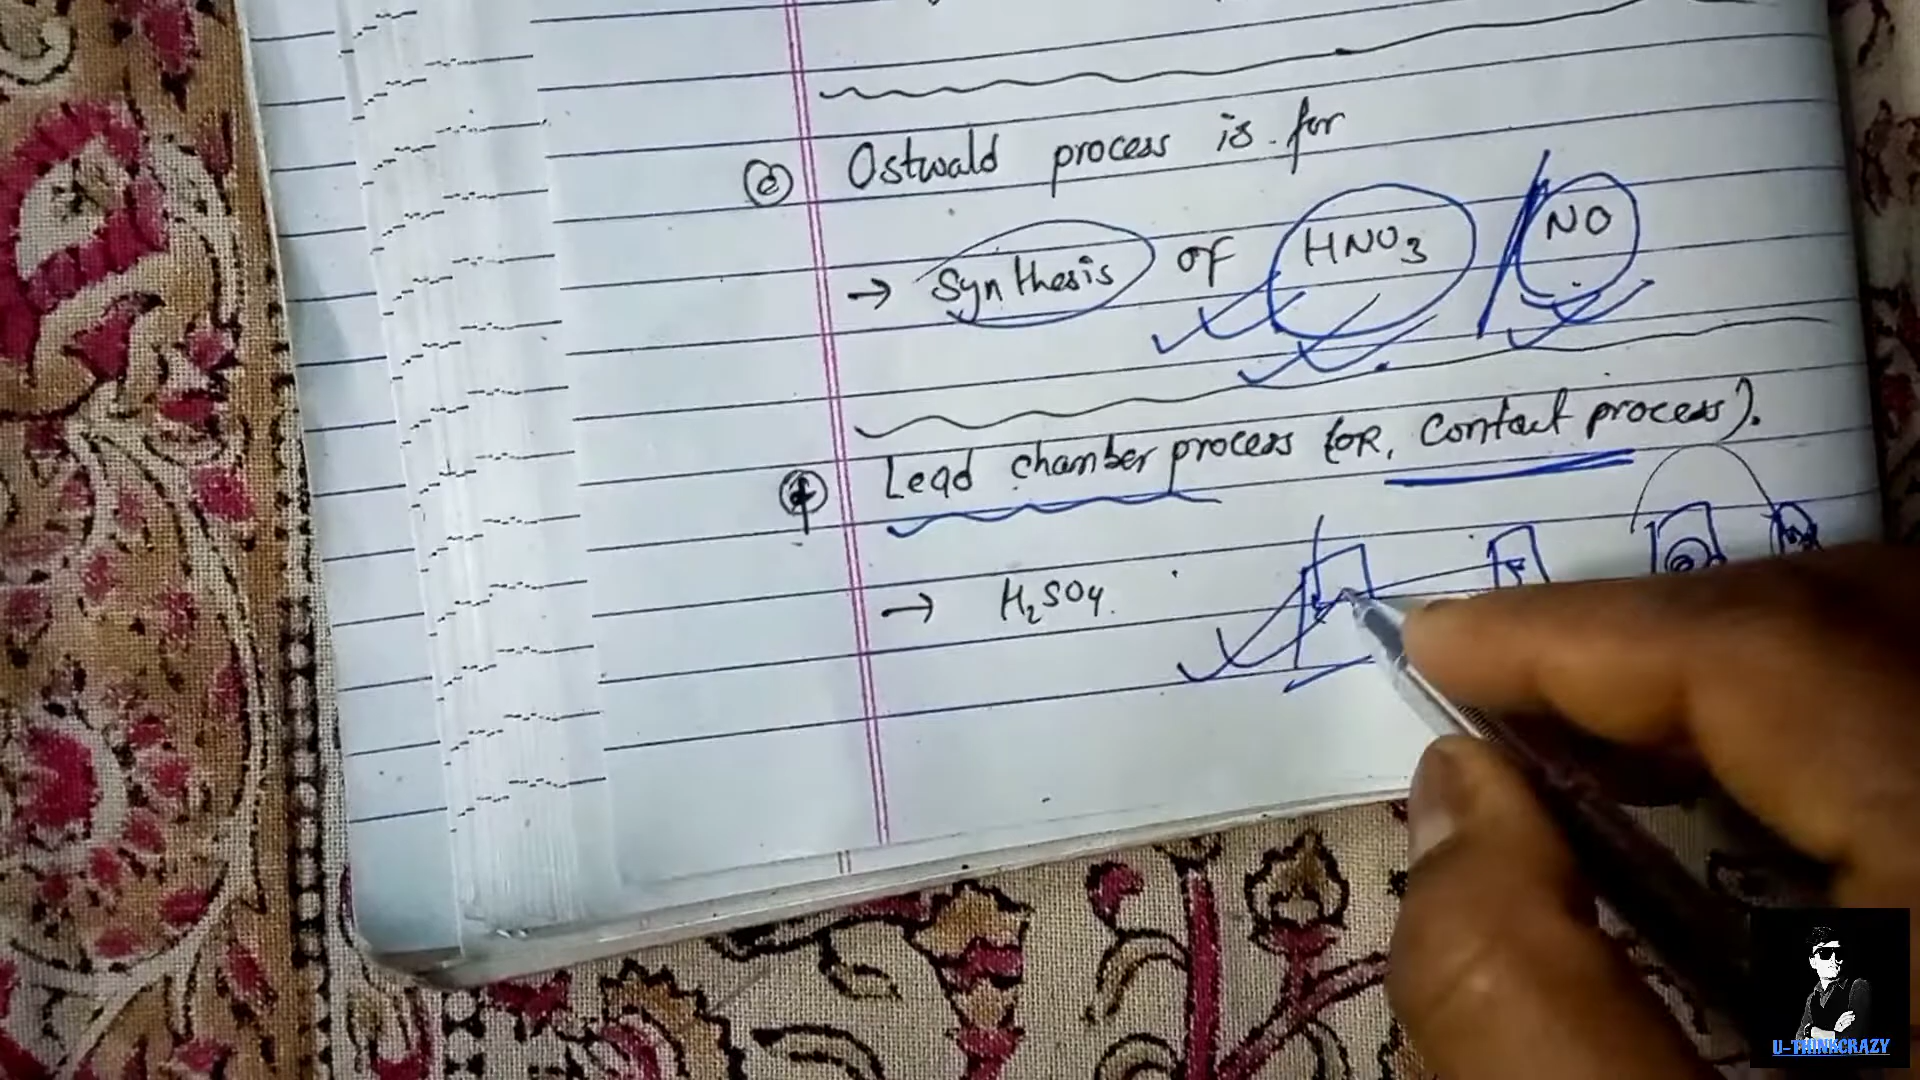 (e) Ostwald process is for
→ Synthesis of HNO₃ / NO
(f) Lead chamber process (OR, Contact process).
→ H₂SO₄.
U-THINKCRAZY